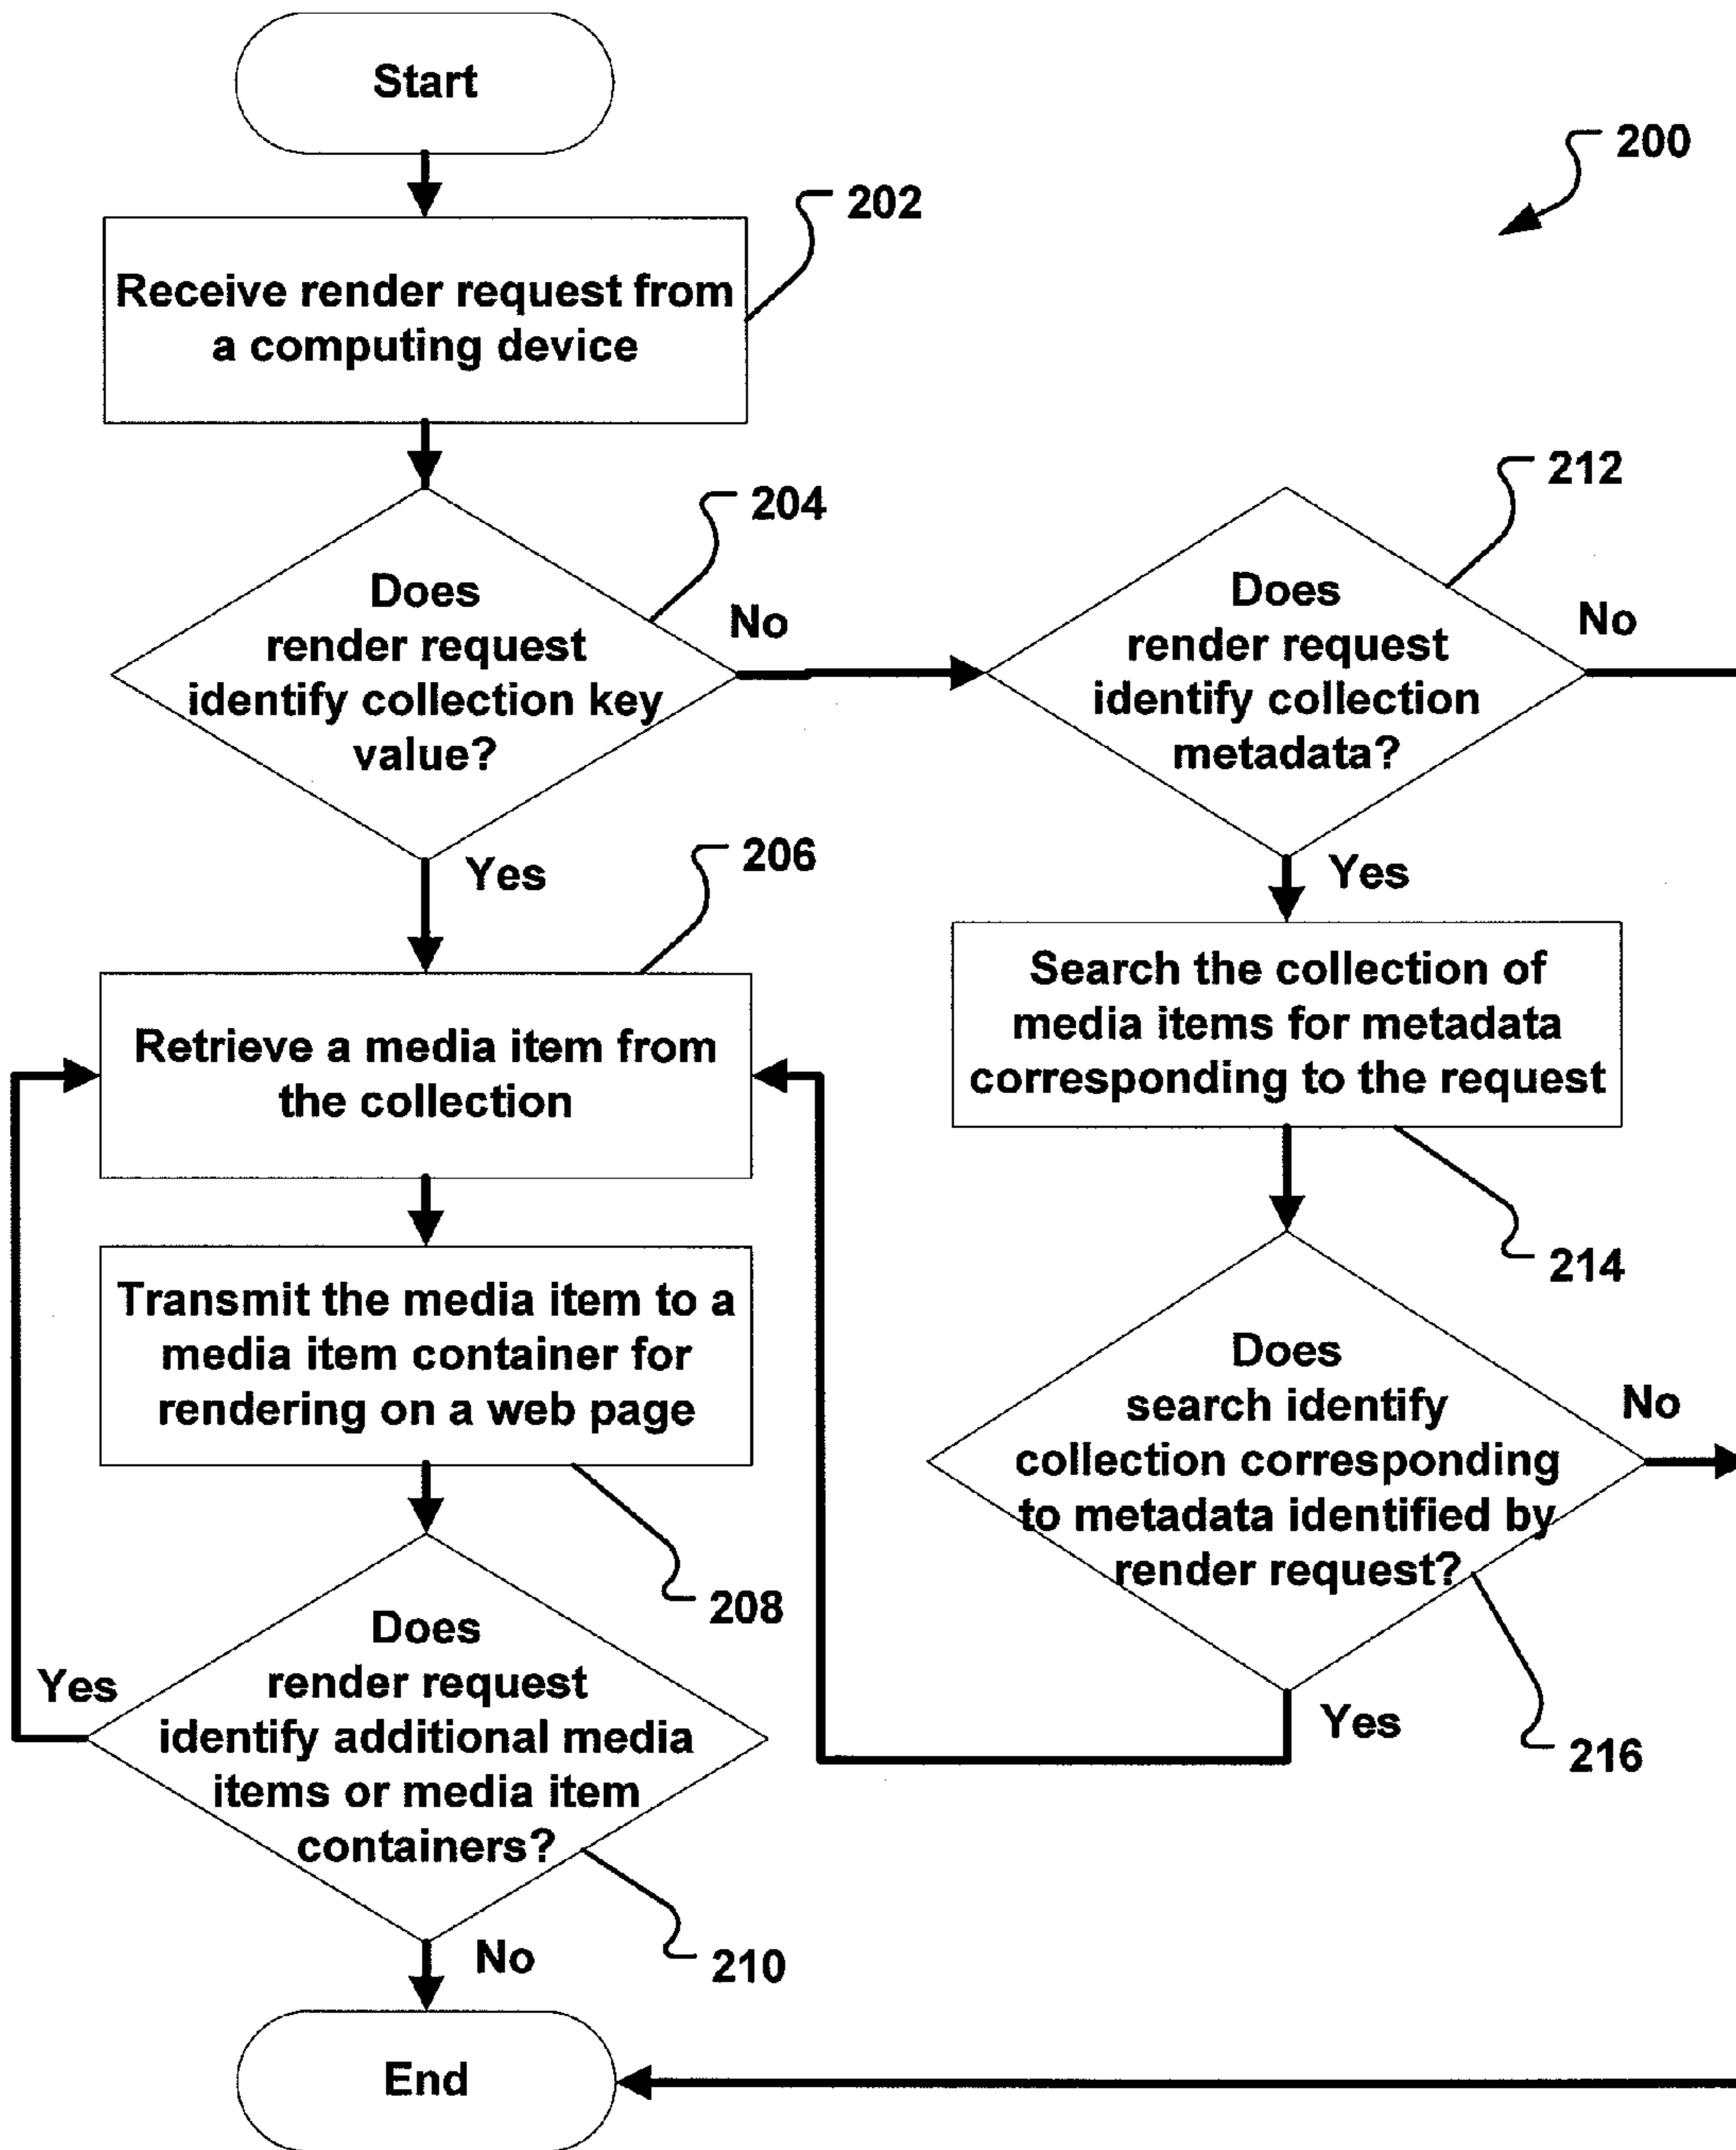 Start
200
202
Receive render request from
a computing device
204
Does
render request
identify collection key
value?
No
Yes
212
Does
render request
identify collection
metadata?
No
Yes
206
Retrieve a media item from
the collection
Search the collection of
media items for metadata
corresponding to the request
214
Transmit the media item to a
media item container for
rendering on a web page
208
Does
search identify
collection corresponding
to metadata identified by
render request?
No
Yes
216
Does
render request
identify additional media
items or media item
containers?
Yes
No
210
End